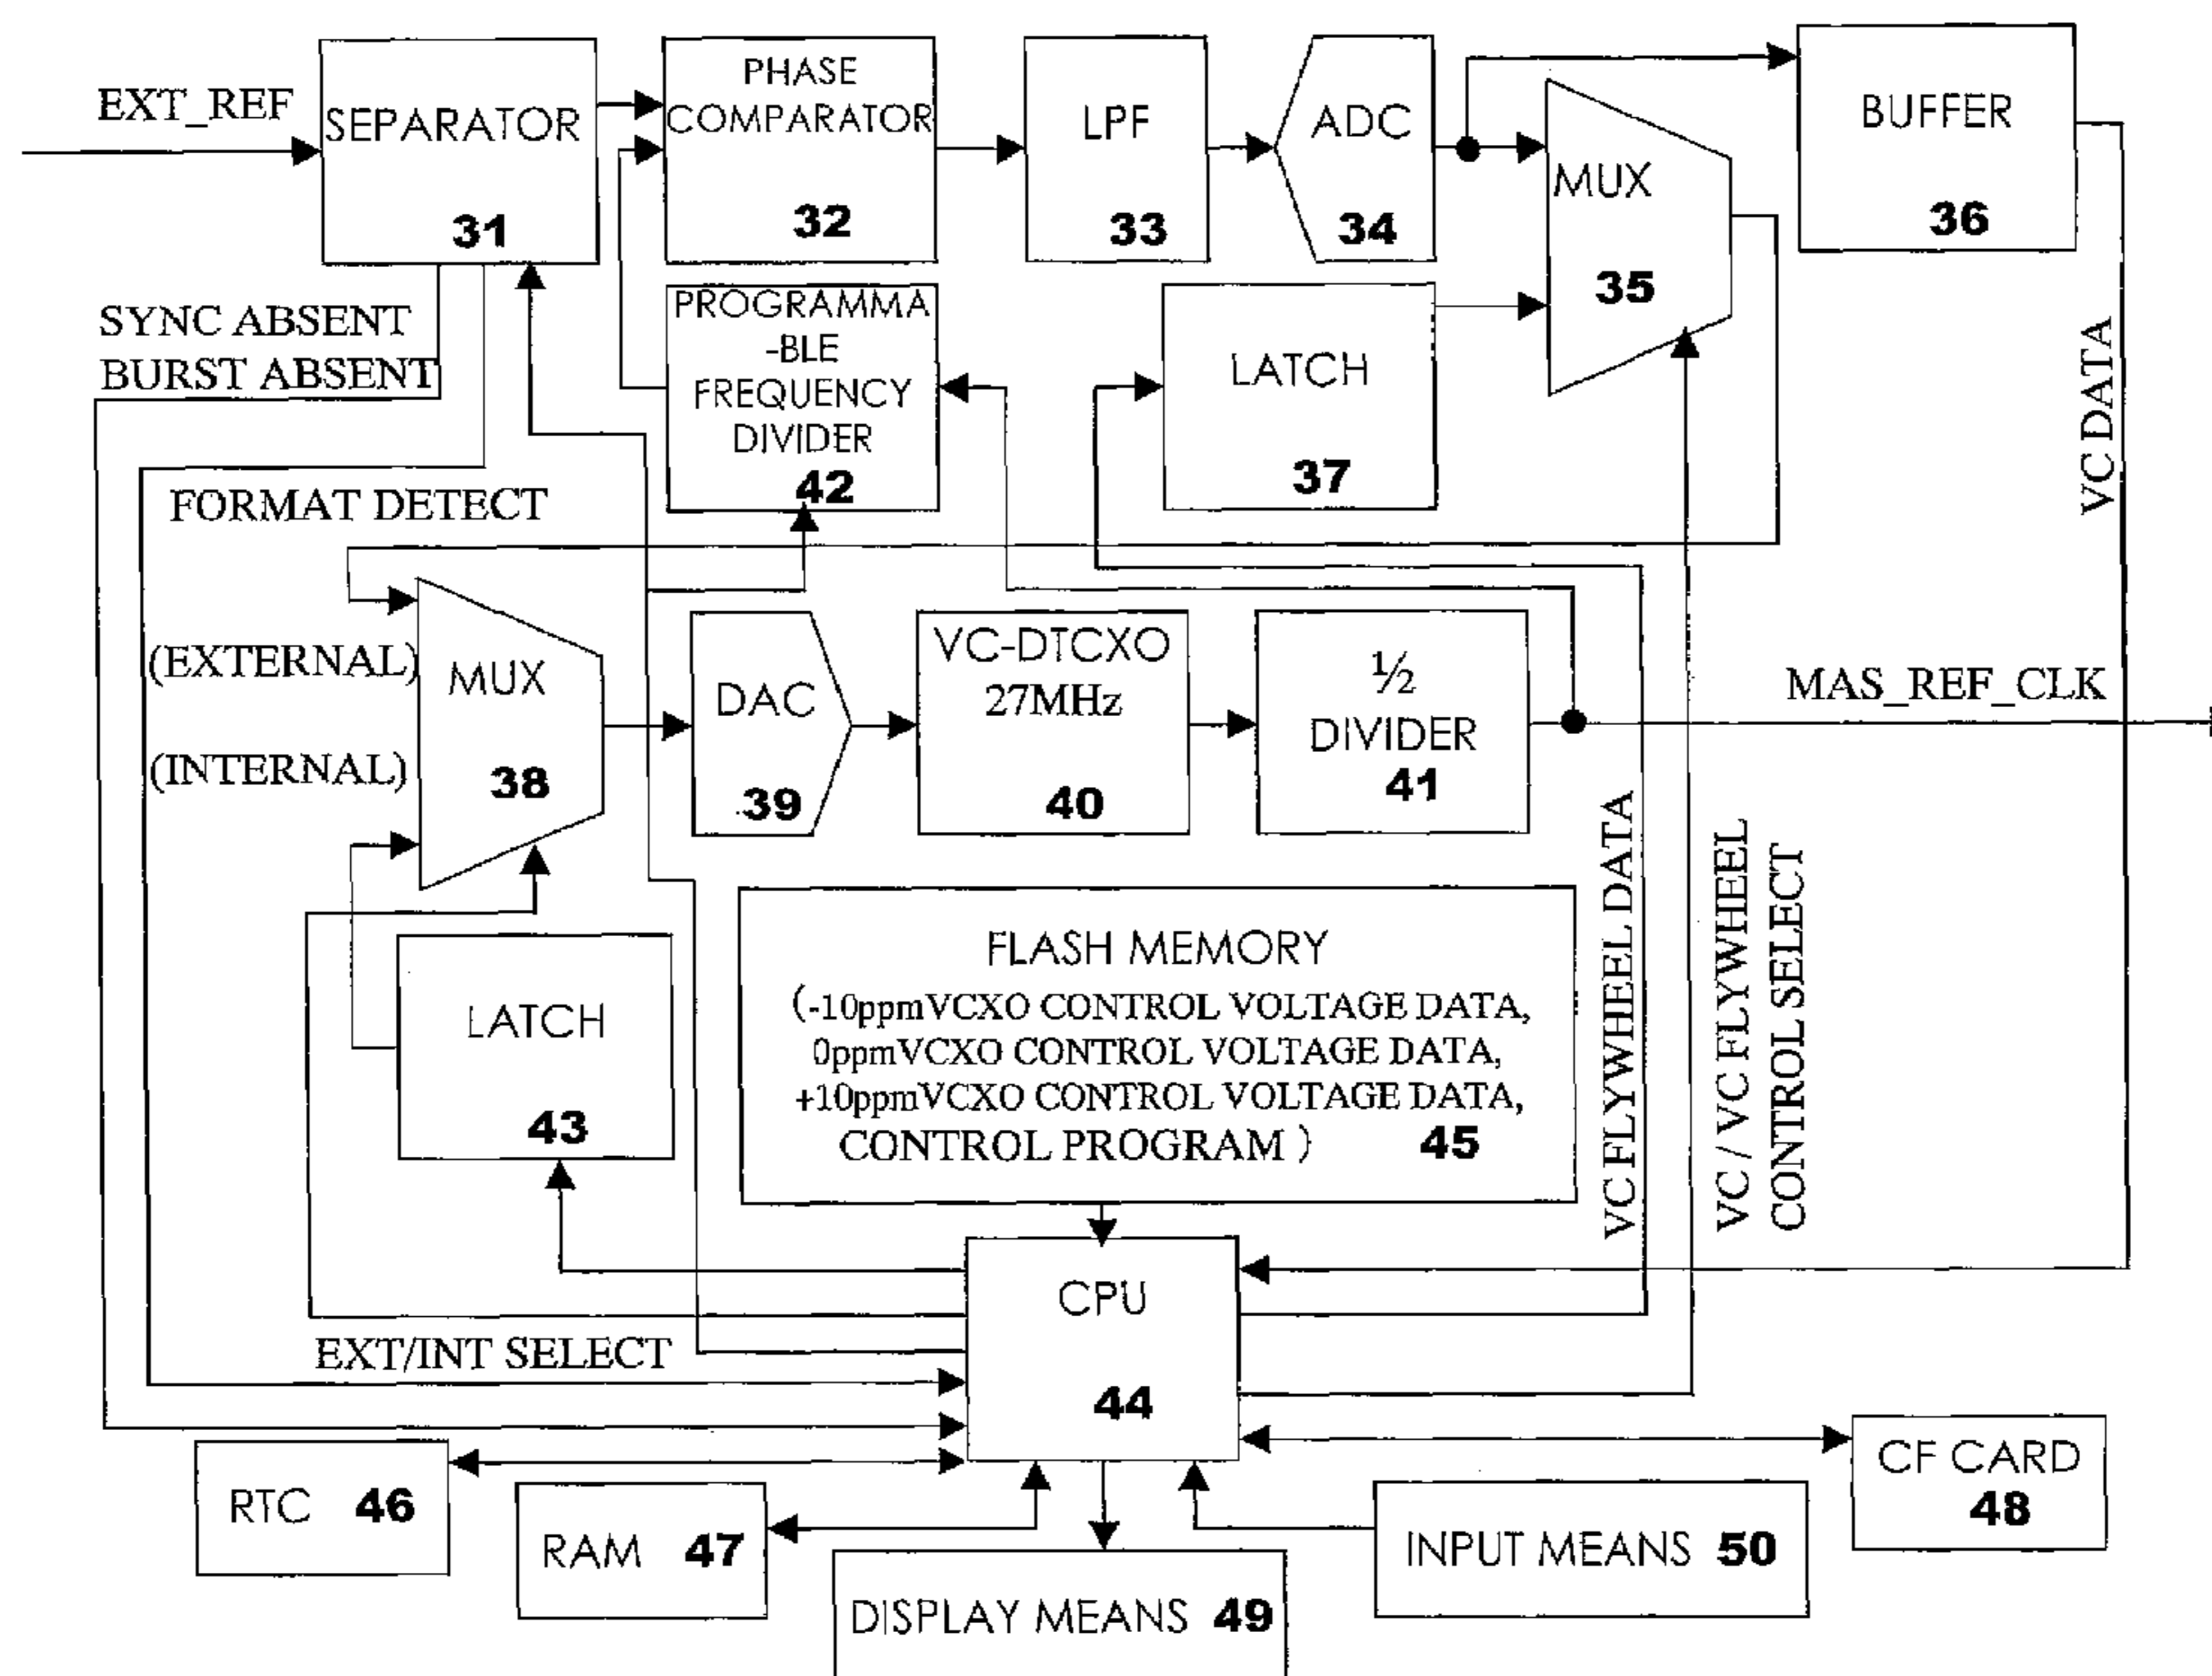 EXT_REF
SEPARATOR
31
PHASE
COMPARATOR
32
LPF
33
ADC
34
MUX
35
BUFFER
36
SYNC ABSENT
BURST ABSENT
FORMAT DETECT
PROGRAMMA
-BLE
FREQUENCY
DIVIDER
42
LATCH
37
VC DATA
(EXTERNAL)
(INTERNAL)
MUX
38
DAC
39
VC-DTCXO
27MHz
40
½
DIVIDER
41
MAS_REF_CLK
LATCH
43
FLASH MEMORY
(-10ppmVCXO CONTROL VOLTAGE DATA,
0ppmVCXO CONTROL VOLTAGE DATA,
+10ppmVCXO CONTROL VOLTAGE DATA,
CONTROL PROGRAM ) 45
VC FLYWHEEL DATA
VC / VC FLYWHEEL
CONTROL SELECT
EXT/INT SELECT
CPU
44
RTC 46
RAM 47
DISPLAY MEANS 49
INPUT MEANS 50
CF CARD
48